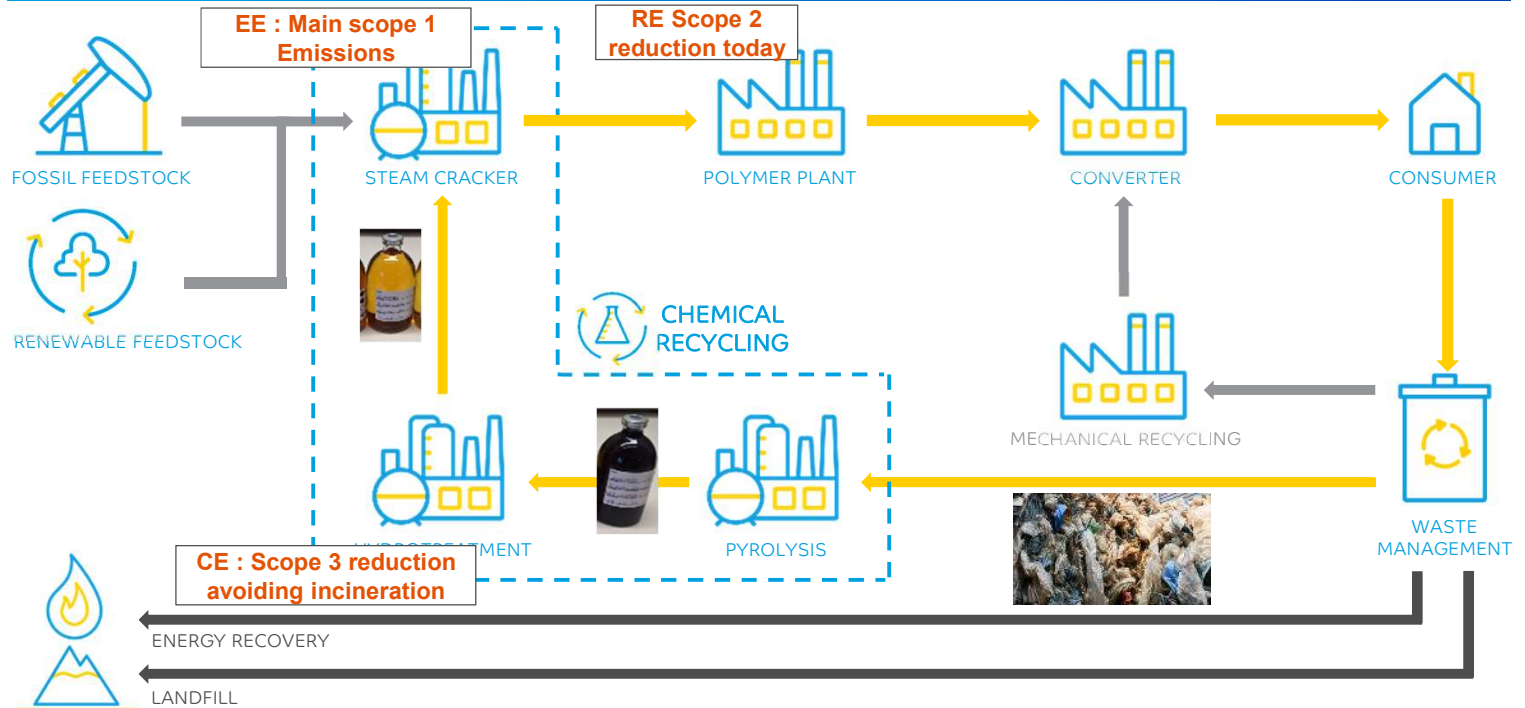 EE : Main scope 1
Emissions
RE Scope 2
reduction today
FOSSIL FEEDSTOCK
STEAM CRACKER
POLYMER PLANT
CONVERTER
CONSUMER
RENEWABLE FEEDSTOCK
CHEMICAL
RECYCLING
MECHANICAL RECYCLING
PYROLYSIS
WASTE
MANAGEMENT
CE : Scope 3 reduction
avoiding incineration
ENERGY RECOVERY
LANDFILL